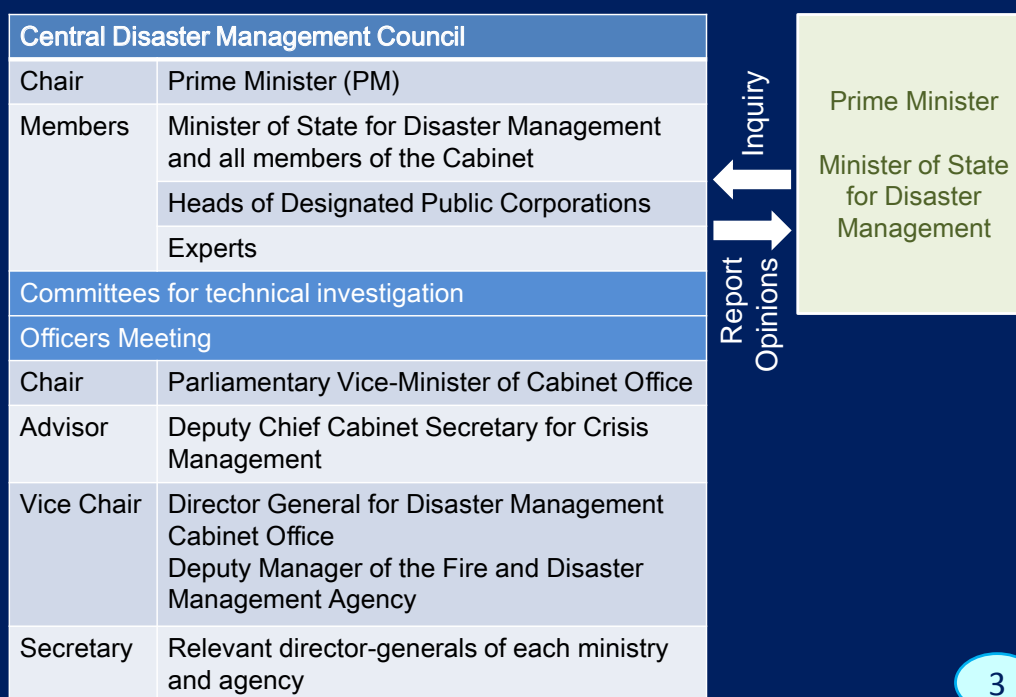 Central Disaster Management Council
Chair
Prime Minister (PM)
Members
Minister of State for Disaster Management
and all members of the Cabinet
Heads of Designated Public Corporations
Experts
Committees for technical investigation
Officers Meeting
Chair
Parliamentary Vice-Minister of Cabinet Office
Advisor
Deputy Chief Cabinet Secretary for Crisis
Management
Vice Chair
Director General for Disaster Management
Cabinet Office
Deputy Manager of the Fire and Disaster
Management Agency
Secretary
Relevant director-generals of each ministry
and agency
Inquiry
Report
Opinions
Prime Minister
Minister of State
for Disaster
Management
3